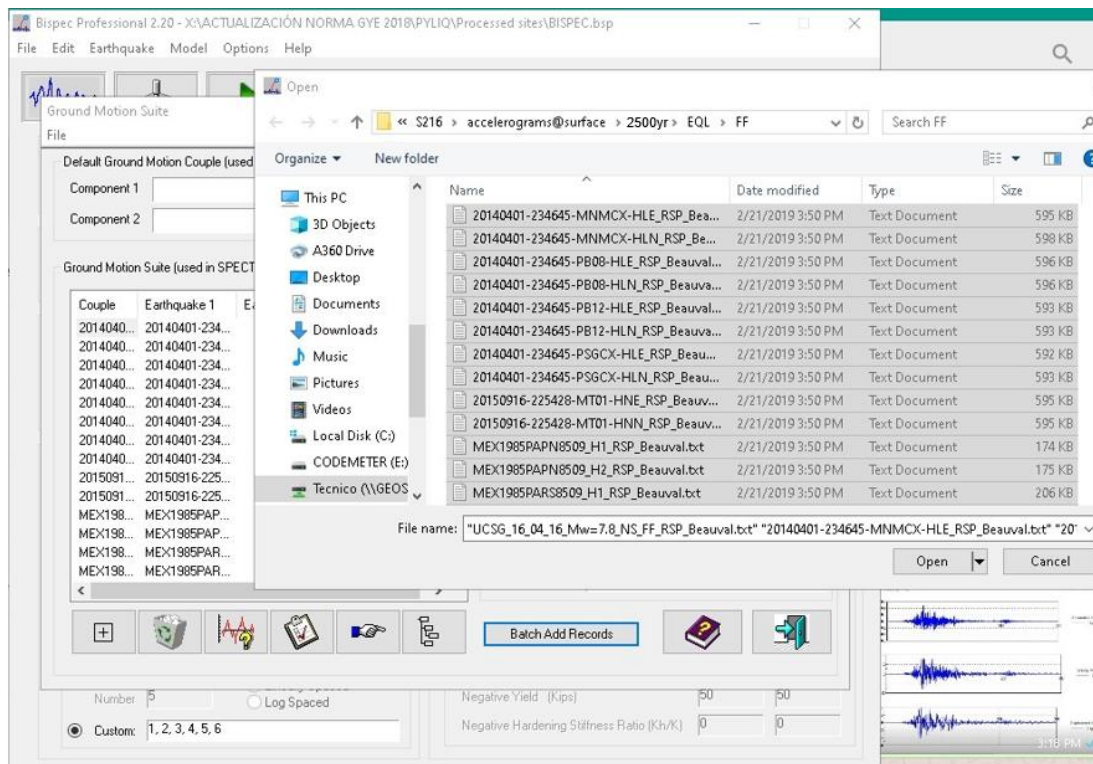 Bispec Professional 2.20 - X:\ACTUALIZACIÓN NORMA GYE 2018\PYLIQ\Processed sites\BISPEC.bsp
File Edit Earthquake Model Options Help
Ground Motion Suite
File
Default Ground Motion Couple (used
Component 1
Component 2
Ground Motion Suite (used in SPECT
Couple Earthquake 1
2014040... 20140401-234...
2014040... 20140401-234...
2014040... 20140401-234...
2014040... 20140401-234...
2014040... 20140401-234...
2014040... 20140401-234...
2014040... 20140401-234...
2014040... 20140401-234...
2015091... 20150916-225...
2015091... 20150916-225...
MEX198... MEX1985PAP...
MEX198... MEX1985PAP...
MEX198... MEX1985PAR...
MEX198... MEX1985PAR...
Open
« S216 › accelerograms@surface › 2500yr › EQL › FF
Search FF
Organize New folder
This PC
3D Objects
A360 Drive
Desktop
Documents
Downloads
Music
Pictures
Videos
Local Disk (C:)
CODEMETER (E:)
Tecnico (\\GEOS
Name Date modified Type Size
20140401-234645-MNMCX-HLE_RSP_Bea... 2/21/2019 3:50 PM Text Document 595 KB
20140401-234645-MNMCX-HLN_RSP_Be... 2/21/2019 3:50 PM Text Document 598 KB
20140401-234645-PB08-HLE_RSP_Beauval... 2/21/2019 3:50 PM Text Document 596 KB
20140401-234645-PB08-HLN_RSP_Beauva... 2/21/2019 3:50 PM Text Document 596 KB
20140401-234645-PB12-HLE_RSP_Beauval... 2/21/2019 3:50 PM Text Document 593 KB
20140401-234645-PB12-HLN_RSP_Beauva... 2/21/2019 3:50 PM Text Document 593 KB
20140401-234645-PSGCX-HLE_RSP_Beau... 2/21/2019 3:50 PM Text Document 592 KB
20140401-234645-PSGCX-HLN_RSP_Beau... 2/21/2019 3:50 PM Text Document 593 KB
20150916-225428-MT01-HNE_RSP_Beauv... 2/21/2019 3:50 PM Text Document 595 KB
20150916-225428-MT01-HNN_RSP_Beauv... 2/21/2019 3:50 PM Text Document 595 KB
MEX1985PAPN8509_H1_RSP_Beauval.txt 2/21/2019 3:50 PM Text Document 174 KB
MEX1985PAPN8509_H2_RSP_Beauval.txt 2/21/2019 3:50 PM Text Document 175 KB
MEX1985PARS8509_H1_RSP_Beauval.txt 2/21/2019 3:50 PM Text Document 206 KB
File name: "UCSG_16_04_16_Mw=7.8_NS_FF_RSP_Beauval.txt" "20140401-234645-MNMCX-HLE_RSP_Beauval.txt" "20
Open Cancel
Batch Add Records
Number 5
Log Spaced
Custom: 1, 2, 3, 4, 5, 6
Negative Yield (Kips) 50 50
Negative Hardening Stiffness Ratio (Kh/K) 0 0
3:18 PM